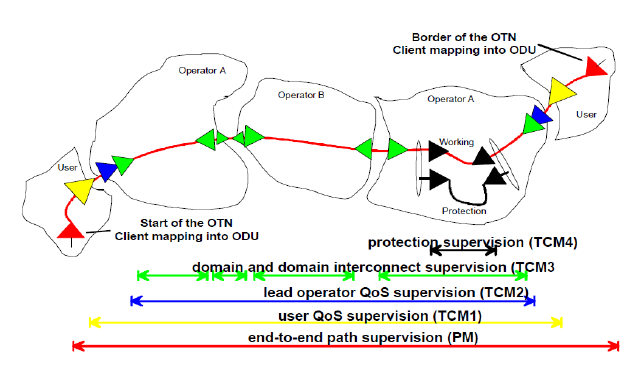 Border of the OTN
Client mapping into ODU
Operator A
Operator B
Operator A
User
Working
User
Protection
Start of the OTN
Client mapping into ODU
protection supervision (TCM4)
domain and domain interconnect supervision (TCM3
lead operator QoS supervision (TCM2)
user QoS supervision (TCM1)
end-to-end path supervision (PM)